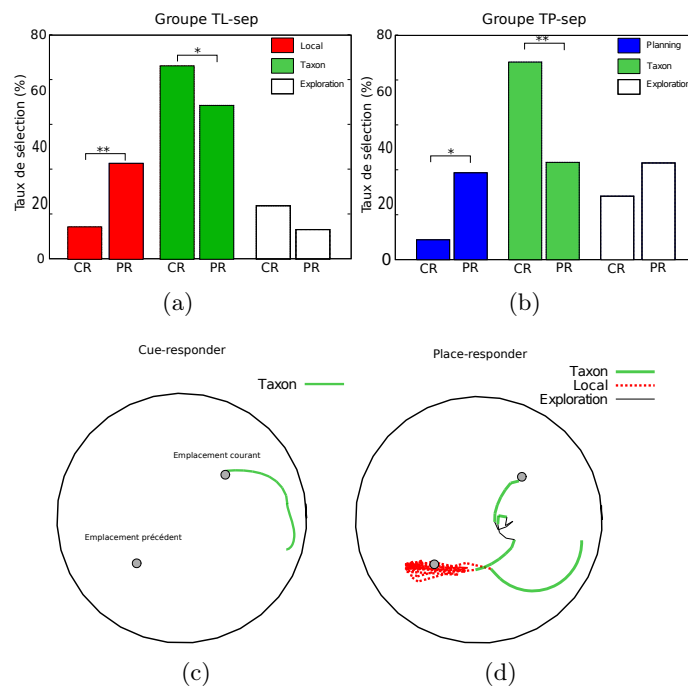 Groupe TL-sep
80
60
40
20
0
Taux de sélection (%)
Local
Taxon
Exploration
**
*
CR PR CR PR CR PR
(a)
Groupe TP-sep
80
60
40
20
0
Taux de sélection (%)
Planning
Taxon
Exploration
*
**
CR PR CR PR CR PR
(b)
Cue-responder
Taxon
Emplacement courant
Emplacement précédent
(c)
Place-responder
Taxon
Local
Exploration
(d)